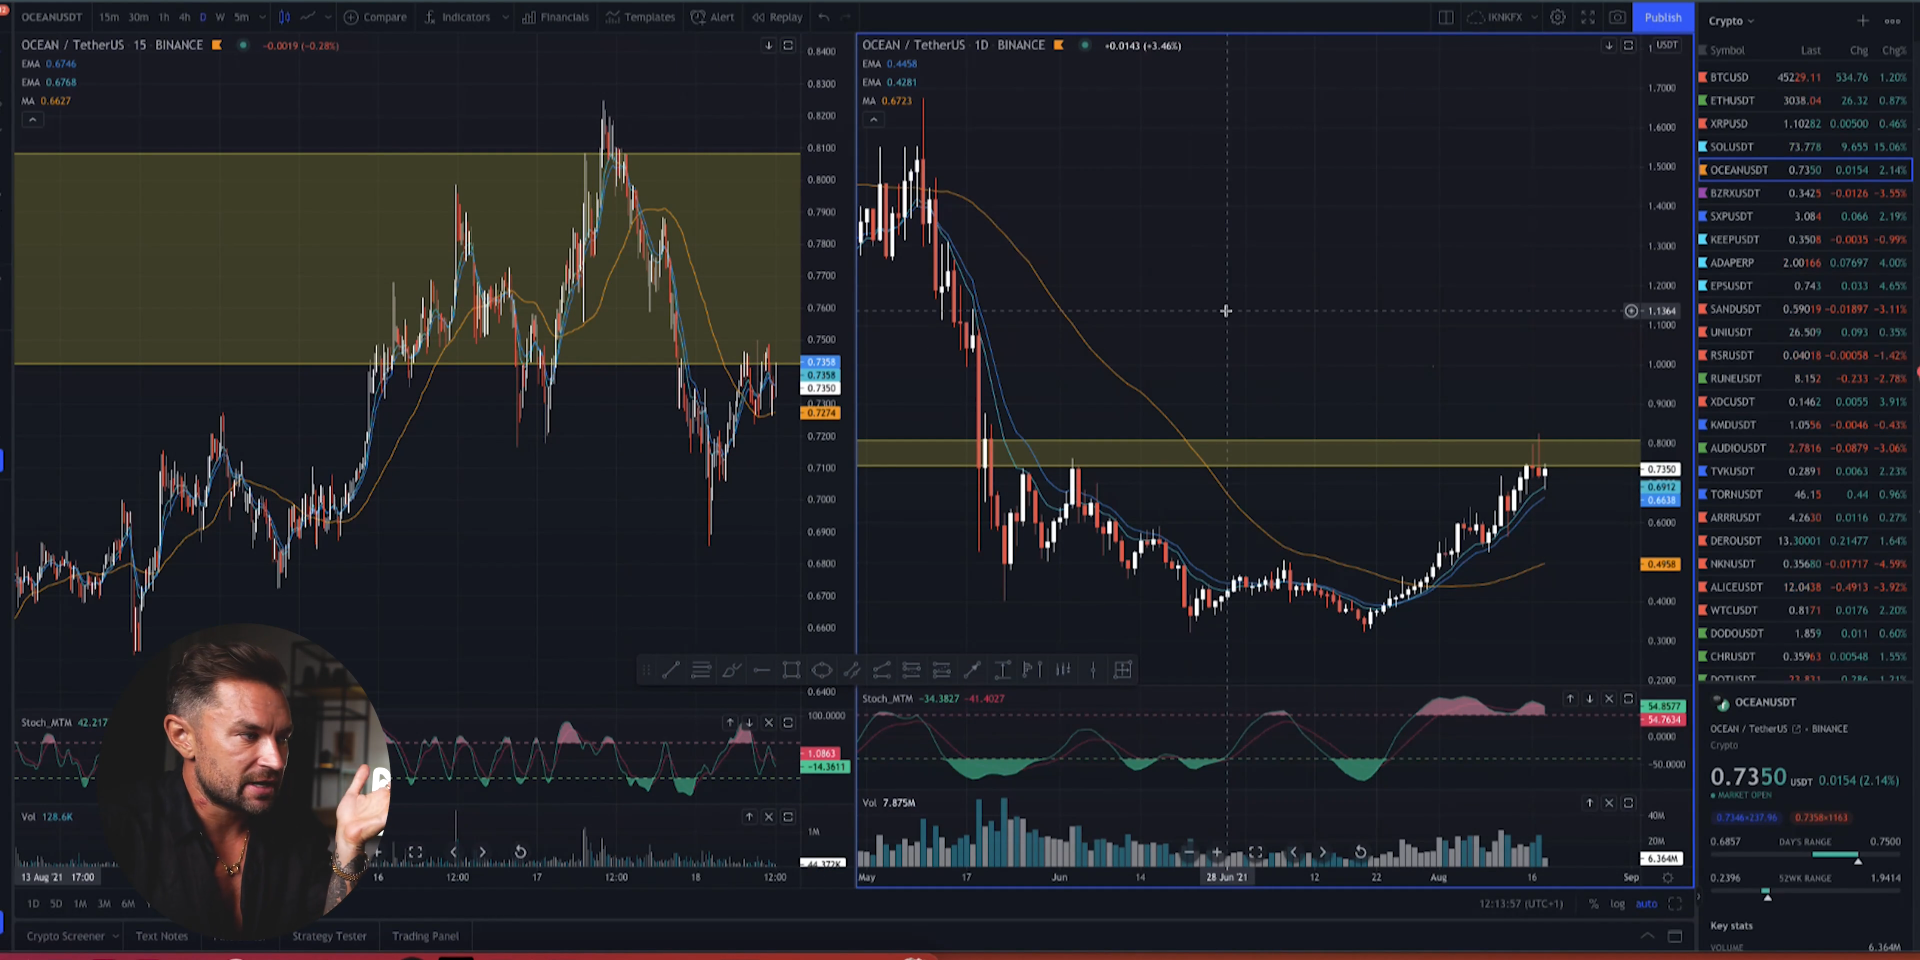 OCEANUSDT 15m 30m 1h 4h D W 5m Compare Indicators Financials Templates Alert Replay IKNKFX Publish
OCEAN / TetherUS · 15 BINANCE -0.0019 (-0.28%)
EMA 0.6746
EMA 0.6768
MA 0.6627
0.8400
0.8300
0.8200
0.8100
0.8000
0.7900
0.7800
0.7700
0.7600
0.7500
0.7358
0.7358
0.7350
0.7300
0.7274
0.7200
0.7100
0.7000
0.6900
0.6800
0.6700
0.6600
0.6400
Stoch_MTM 42.217
100.0000
1.0863
-14.3611
Vol 128.6K
1M
44.372K
13 Aug '21 17:00 16 12:00 17 12:00 18 12:00
1D 5D 1M 3M 6M
OCEAN / TetherUS · 1D BINANCE +0.0143 (+3.46%)
EMA 0.4458
EMA 0.4281
MA 0.6723
USDT
1.7000
1.6000
1.5000
1.4000
1.3000
1.2000
1.1364
1.1000
1.0000
0.9000
0.8000
0.7350
0.6912
0.6638
0.6000
0.4958
0.4000
0.3000
0.2000
Stoch_MTM -34.3827 -41.4027
54.8577
54.7634
0.0000
-50.0000
Vol 7.875M
40M
20M
6.364M
May 17 Jun 14 28 Jun '21 12 22 Aug 16 Sep
12:13:57 (UTC+1) % log auto
Crypto Screener Text Notes Strategy Tester Trading Panel
Crypto
Symbol Last Chg Chg%
BTCUSD 45229.11 534.76 1.20%
ETHUSDT 3038.04 26.32 0.87%
XRPUSD 1.10282 0.00500 0.46%
SOLUSDT 73.778 9.655 15.06%
OCEANUSDT 0.7350 0.0154 2.14%
BZRXUSDT 0.3425 -0.0126 -3.55%
SXPUSDT 3.084 0.066 2.19%
KEEPUSDT 0.3508 -0.0035 -0.99%
ADAPERP 2.00166 0.07697 4.00%
EPSUSDT 0.743 0.033 4.65%
SANDUSDT 0.59019 -0.01897 -3.11%
UNIUSDT 26.509 0.093 0.35%
RSRUSDT 0.04018 -0.00058 -1.42%
RUNEUSDT 8.152 -0.233 -2.78%
XDCUSDT 0.1462 0.0055 3.91%
KMDUSDT 1.0556 -0.0046 -0.43%
AUDIOUSDT 2.7816 -0.0879 -3.06%
TVKUSDT 0.2891 0.0063 2.23%
TORNUSDT 46.15 0.44 0.96%
ARRRUSDT 4.2630 0.0116 0.27%
DEROUSDT 13.30001 0.21477 1.64%
NKNUSDT 0.35680 -0.01717 -4.59%
ALICEUSDT 12.0438 -0.4913 -3.92%
WTCUSDT 0.8171 0.0176 2.20%
DODOUSDT 1.859 0.011 0.60%
CHRUSDT 0.35963 0.00548 1.55%
DOTUSDT 23.831 0.286 1.21%
OCEANUSDT
OCEAN / TetherUS · BINANCE
Crypto
0.7350 USDT 0.0154 (2.14%)
MARKET OPEN
0.7346×237.96 0.7358×1163
0.6857 DAY'S RANGE 0.7500
0.2396 52WK RANGE 1.9414
Key stats
VOLUME 6.364M